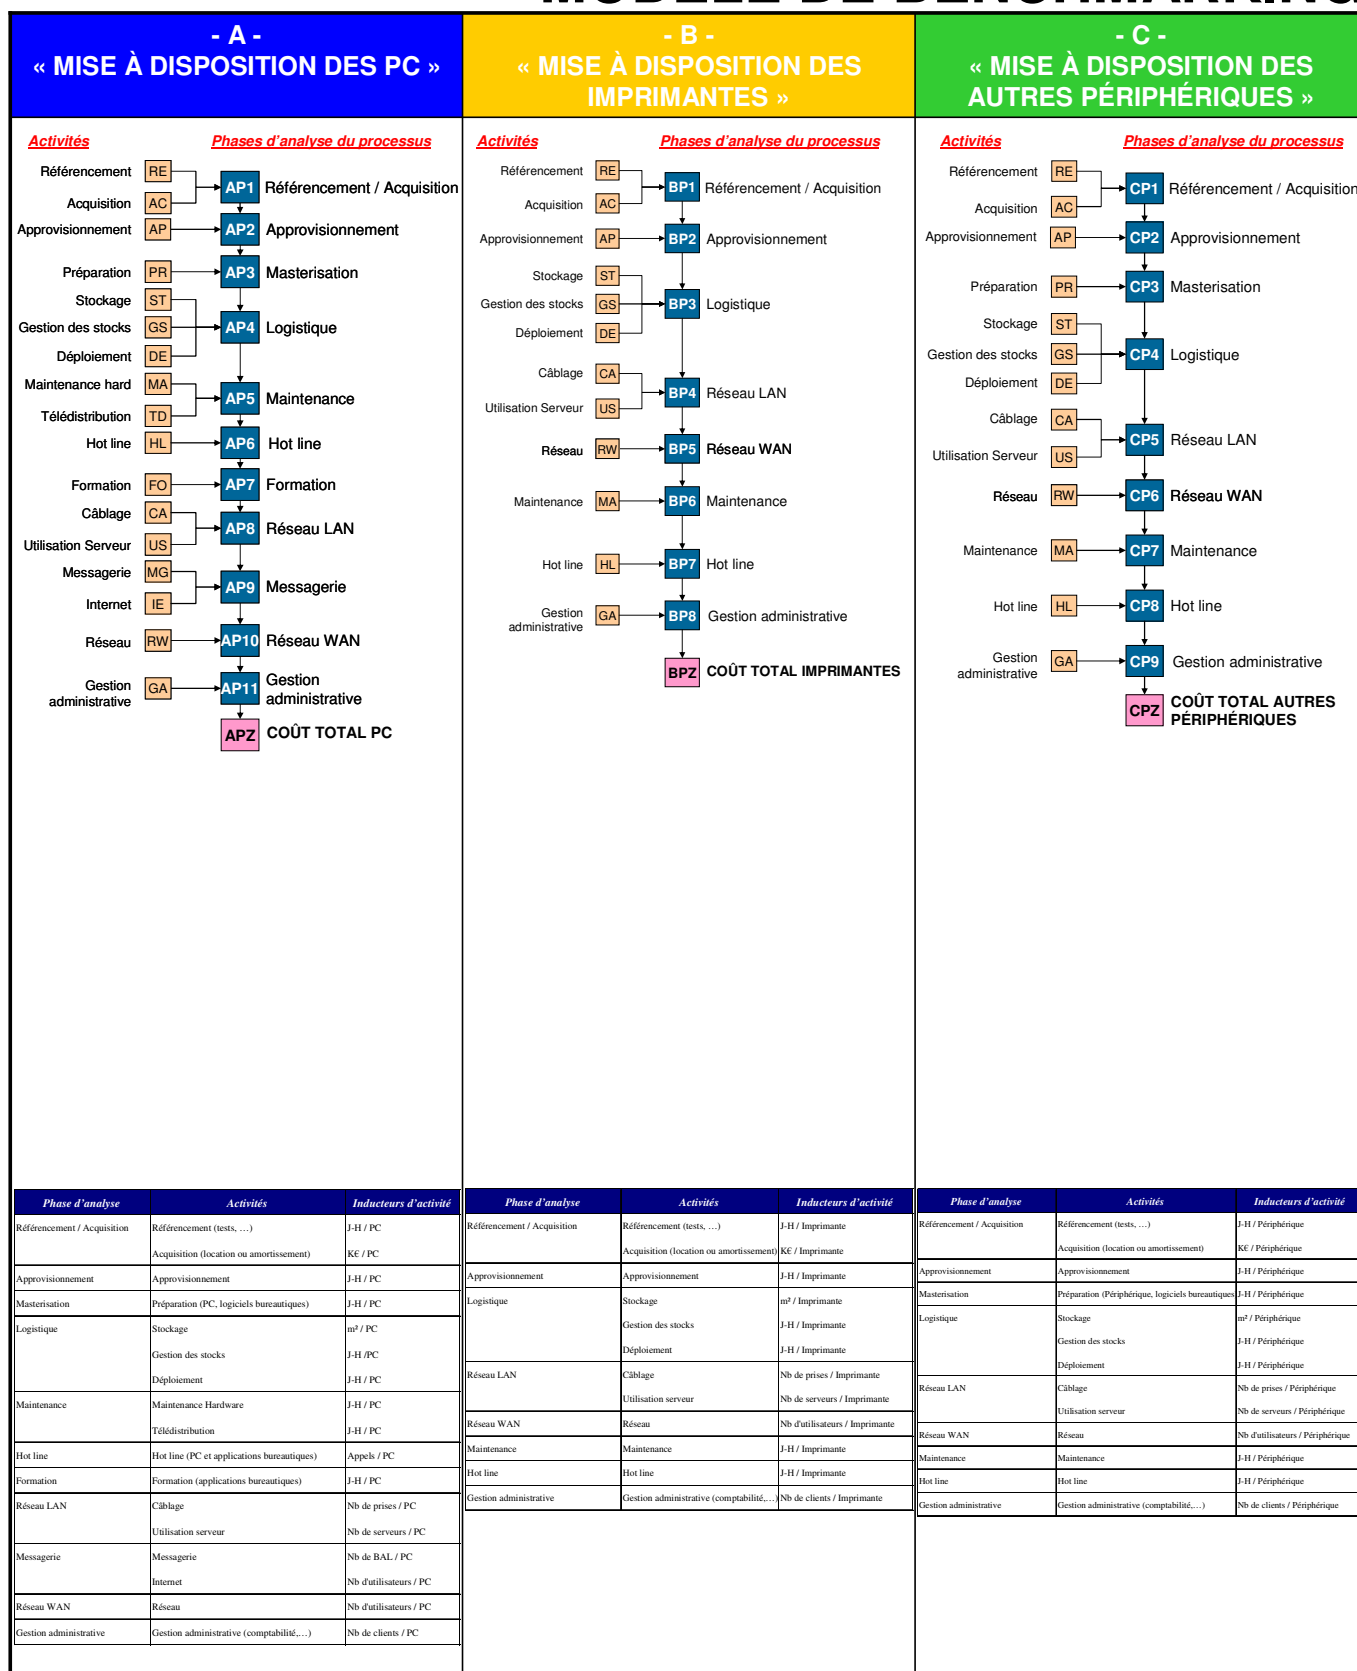 MODÈLE DE BENCHMARKING
- A -
« MISE À DISPOSITION DES PC »
Activités
Phases d'analyse du processus
Référencement
RE
AP1
Référencement / Acquisition
Acquisition
AC
Approvisionnement
AP
AP2
Approvisionnement
Préparation
PR
AP3
Masterisation
Stockage
ST
Gestion des stocks
GS
AP4
Logistique
Déploiement
DE
Maintenance hard
MA
AP5
Maintenance
Télédistribution
TD
Hot line
HL
AP6
Hot line
Formation
FO
AP7
Formation
Câblage
CA
AP8
Réseau LAN
Utilisation Serveur
US
Messagerie
MG
AP9
Messagerie
Internet
IE
Réseau
RW
AP10
Réseau WAN
Gestion
administrative
GA
AP11
Gestion
administrative
APZ
COÛT TOTAL PC
- B -
« MISE À DISPOSITION DES
IMPRIMANTES »
Activités
Phases d'analyse du processus
Référencement
RE
BP1
Référencement / Acquisition
Acquisition
AC
Approvisionnement
AP
BP2
Approvisionnement
Stockage
ST
Gestion des stocks
GS
BP3
Logistique
Déploiement
DE
Câblage
CA
BP4
Réseau LAN
Utilisation Serveur
US
Réseau
RW
BP5
Réseau WAN
Maintenance
MA
BP6
Maintenance
Hot line
HL
BP7
Hot line
Gestion
administrative
GA
BP8
Gestion administrative
BPZ
COÛT TOTAL IMPRIMANTES
- C -
« MISE À DISPOSITION DES
AUTRES PÉRIPHÉRIQUES »
Activités
Phases d'analyse du processus
Référencement
RE
CP1
Référencement / Acquisition
Acquisition
AC
Approvisionnement
AP
CP2
Approvisionnement
Préparation
PR
CP3
Masterisation
Stockage
ST
Gestion des stocks
GS
CP4
Logistique
Déploiement
DE
Câblage
CA
CP5
Réseau LAN
Utilisation Serveur
US
Réseau
RW
CP6
Réseau WAN
Maintenance
MA
CP7
Maintenance
Hot line
HL
CP8
Hot line
Gestion
administrative
GA
CP9
Gestion administrative
CPZ
COÛT TOTAL AUTRES
PÉRIPHÉRIQUES
Phase d'analyse Activités Inducteurs d'activité
Référencement / Acquisition Référencement (tests, …) J-H / PC
Acquisition (location ou amortissement) K€ / PC
Approvisionnement Approvisionnement J-H / PC
Masterisation Préparation (PC, logiciels bureautiques) J-H / PC
Logistique Stockage m² / PC
Gestion des stocks J-H /PC
Déploiement J-H / PC
Maintenance Maintenance Hardware J-H / PC
Télédistribution J-H / PC
Hot line Hot line (PC et applications bureautiques) Appels / PC
Formation Formation (applications bureautiques) J-H / PC
Réseau LAN Câblage Nb de prises / PC
Utilisation serveur Nb de serveurs / PC
Messagerie Messagerie Nb de BAL / PC
Internet Nb d'utilisateurs / PC
Réseau WAN Réseau Nb d'utilisateurs / PC
Gestion administrative Gestion administrative (comptabilité,…) Nb de clients / PC
Phase d'analyse Activités Inducteurs d'activité
Référencement / Acquisition Référencement (tests, …) J-H / Imprimante
Acquisition (location ou amortissement) K€ / Imprimante
Approvisionnement Approvisionnement J-H / Imprimante
Logistique Stockage m² / Imprimante
Gestion des stocks J-H / Imprimante
Déploiement J-H / Imprimante
Réseau LAN Câblage Nb de prises / Imprimante
Utilisation serveur Nb de serveurs / Imprimante
Réseau WAN Réseau Nb d'utilisateurs / Imprimante
Maintenance Maintenance J-H / Imprimante
Hot line Hot line J-H / Imprimante
Gestion administrative Gestion administrative (comptabilité,…) Nb de clients / Imprimante
Phase d'analyse Activités Inducteurs d'activité
Référencement / Acquisition Référencement (tests, …) J-H / Périphérique
Acquisition (location ou amortissement) K€ / Périphérique
Approvisionnement Approvisionnement J-H / Périphérique
Masterisation Préparation (Périphérique, logiciels bureautiques J-H / Périphérique
Logistique Stockage m² / Périphérique
Gestion des stocks J-H / Périphérique
Déploiement J-H / Périphérique
Réseau LAN Câblage Nb de prises / Périphérique
Utilisation serveur Nb de serveurs / Périphérique
Réseau WAN Réseau Nb d'utilisateurs / Périphérique
Maintenance Maintenance J-H / Périphérique
Hot line Hot line J-H / Périphérique
Gestion administrative Gestion administrative (comptabilité,…) Nb de clients / Périphérique